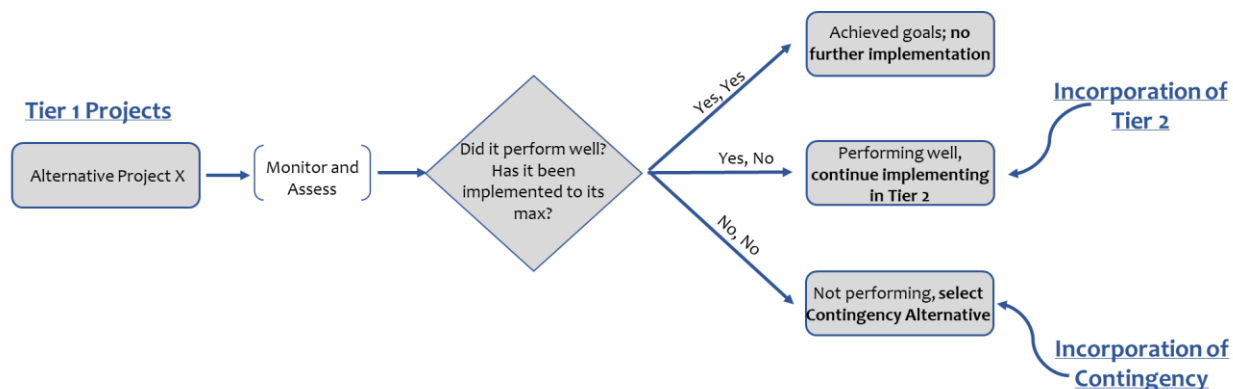 Tier 1 Projects
Alternative Project X
Monitor and
Assess
Did it perform well?
Has it been
implemented to its
max?
Yes, Yes
Achieved goals; no
further implementation
Yes, No
Performing well,
continue implementing
in Tier 2
Incorporation of
Tier 2
No, No
Not performing, select
Contingency Alternative
Incorporation of
Contingency